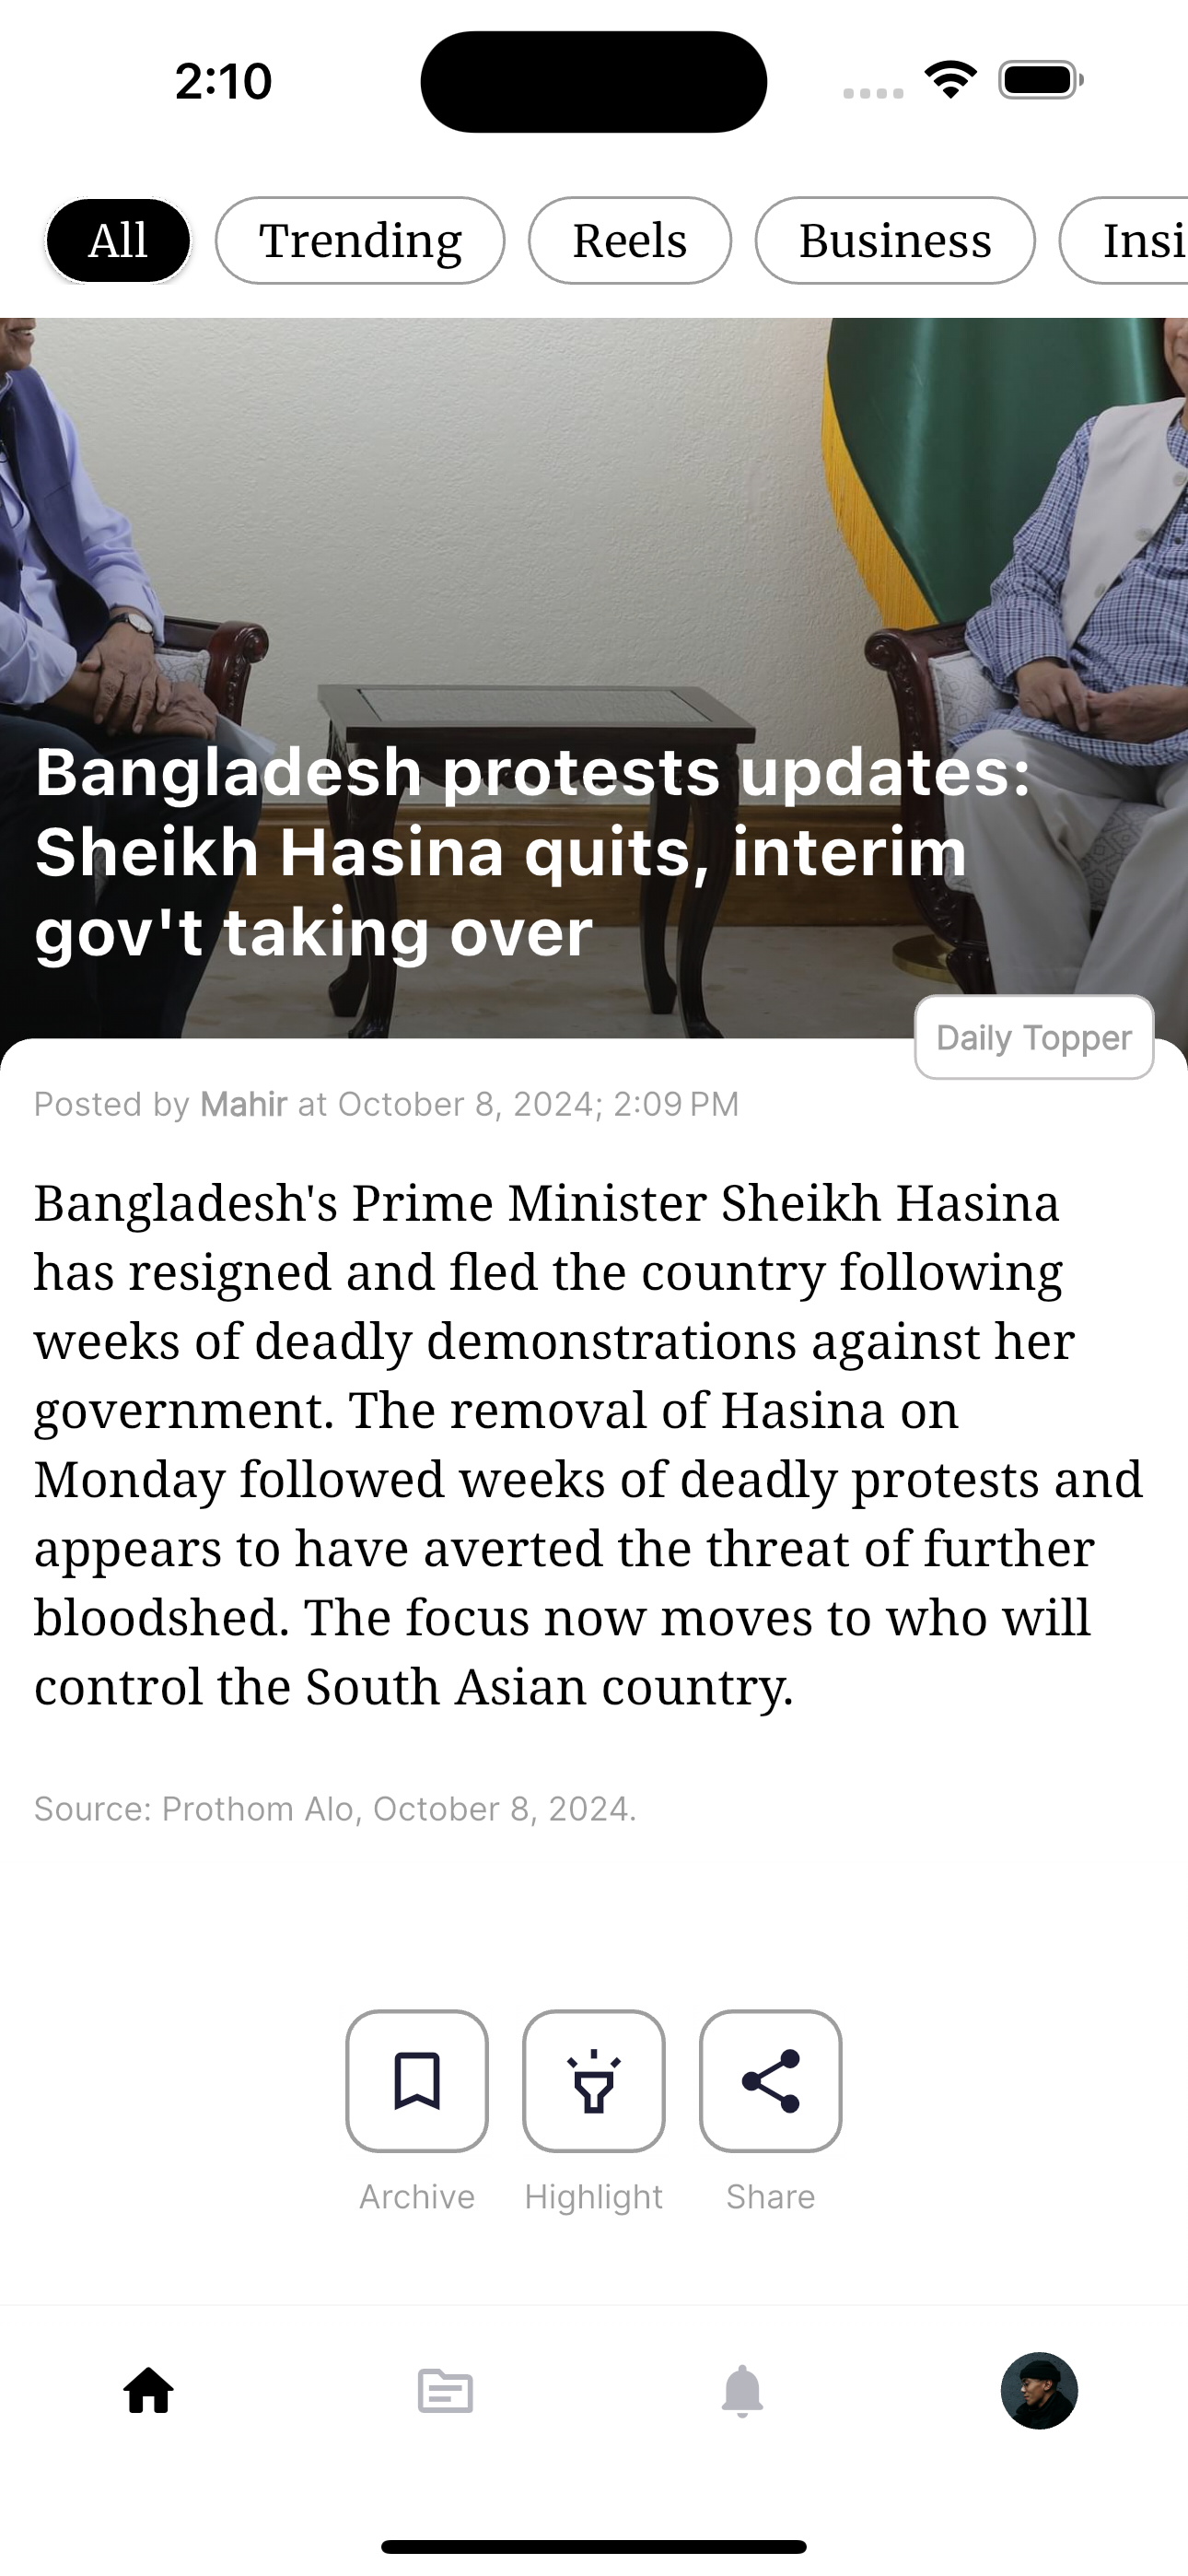 2:10
All
Trending
Reels
Business
Insi
Bangladesh protests updates:
Sheikh Hasina quits, interim
gov't taking over
Daily Topper
Posted by Mahir at October 8, 2024; 2:09 PM
Bangladesh's Prime Minister Sheikh Hasina
has resigned and fled the country following
weeks of deadly demonstrations against her
government. The removal of Hasina on
Monday followed weeks of deadly protests and
appears to have averted the threat of further
bloodshed. The focus now moves to who will
control the South Asian country.
Source: Prothom Alo, October 8, 2024.
Archive
Highlight
Share